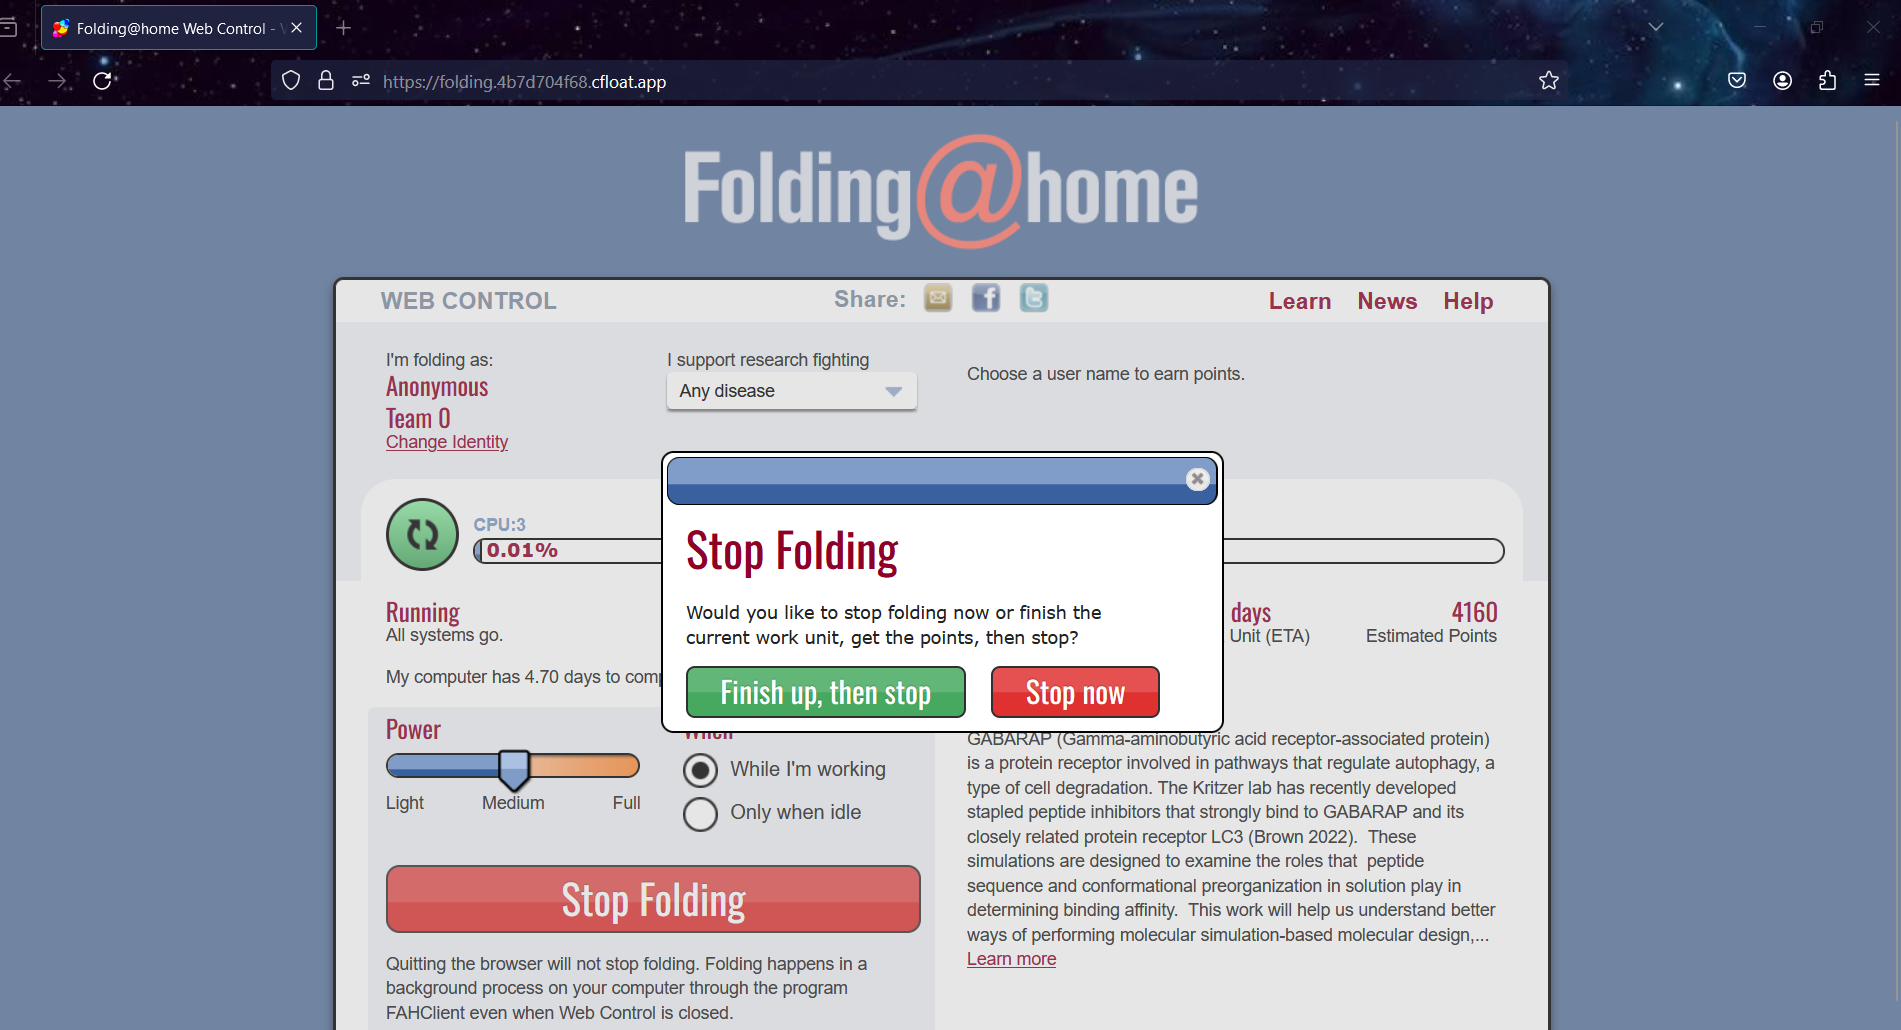 Folding@home Web Control -
https://folding.4b7d704f68.cfloat.app
Folding@home
WEB CONTROL
Share:
Learn News Help
I'm folding as:
Anonymous
Team 0
Change Identity
I support research fighting
Any disease
Choose a user name to earn points.
CPU:3
0.01%
Running
All systems go.
days
Unit (ETA)
4160
Estimated Points
My computer has 4.70 days to
Stop Folding
Would you like to stop folding now or finish the
current work unit, get the points, then stop?
Finish up, then stop
Stop now
Power
Light Medium Full
When
While I'm working
Only when idle
Stop Folding
Quitting the browser will not stop folding. Folding happens in a
background process on your computer through the program
FAHClient even when Web Control is closed.
GABARAP (Gamma-aminobutyric acid receptor-associated protein)
is a protein receptor involved in pathways that regulate autophagy, a
type of cell degradation. The Kritzer lab has recently developed
stapled peptide inhibitors that strongly bind to GABARAP and its
closely related protein receptor LC3 (Brown 2022).  These
simulations are designed to examine the roles that  peptide
sequence and conformational preorganization in solution play in
determining binding affinity.  This work will help us understand better
ways of performing molecular simulation-based molecular design,...
Learn more